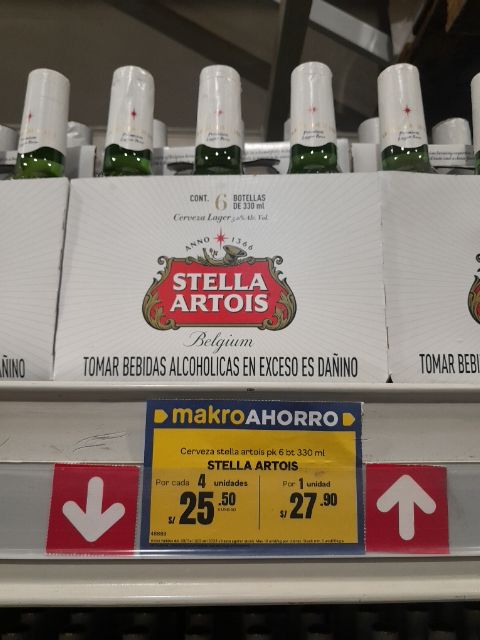 CONT. 6 BOTELLAS
DE 330 ml
Cerveza Lager
ANNO 1366
STELLA
ARTOIS
Belgium
TOMAR BEBIDAS ALCOHOLICAS EN EXCESO ES DAÑINO
ÑINO
TOMAR BEBI
makroAHORRO
Cerveza stella artois pk 6 bt 330 ml
STELLA ARTOIS
Por cada 4 unidades
S/ 25.50
Por 1 unidad
S/ 27.90